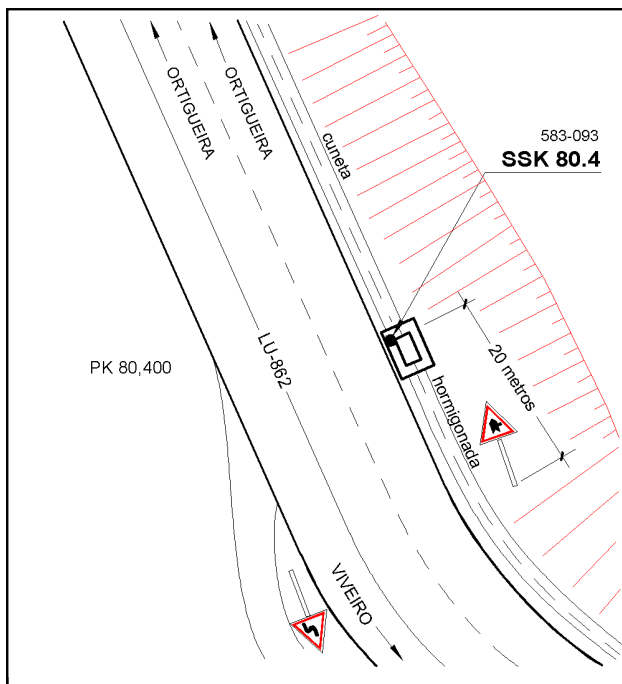 ORTIGUEIRA
ORTIGUEIRA
cuneta
583-093
SSK 80.4
LU-862
PK 80,400
20 metros
hormigonada
VIVEIRO